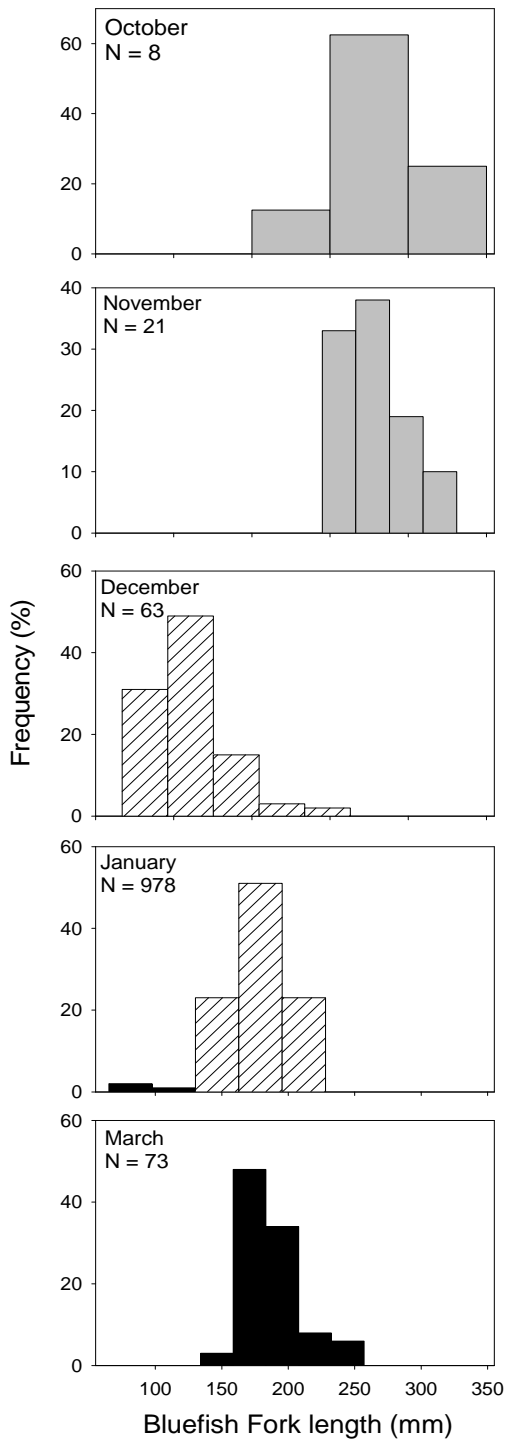 October
N = 8
60
40
20
0
November
N = 21
40
30
20
10
0
December
N = 63
60
40
20
0
Frequency (%)
January
N = 978
60
40
20
0
March
N = 73
60
40
20
0
100 150 200 250 300 350
Bluefish Fork length (mm)